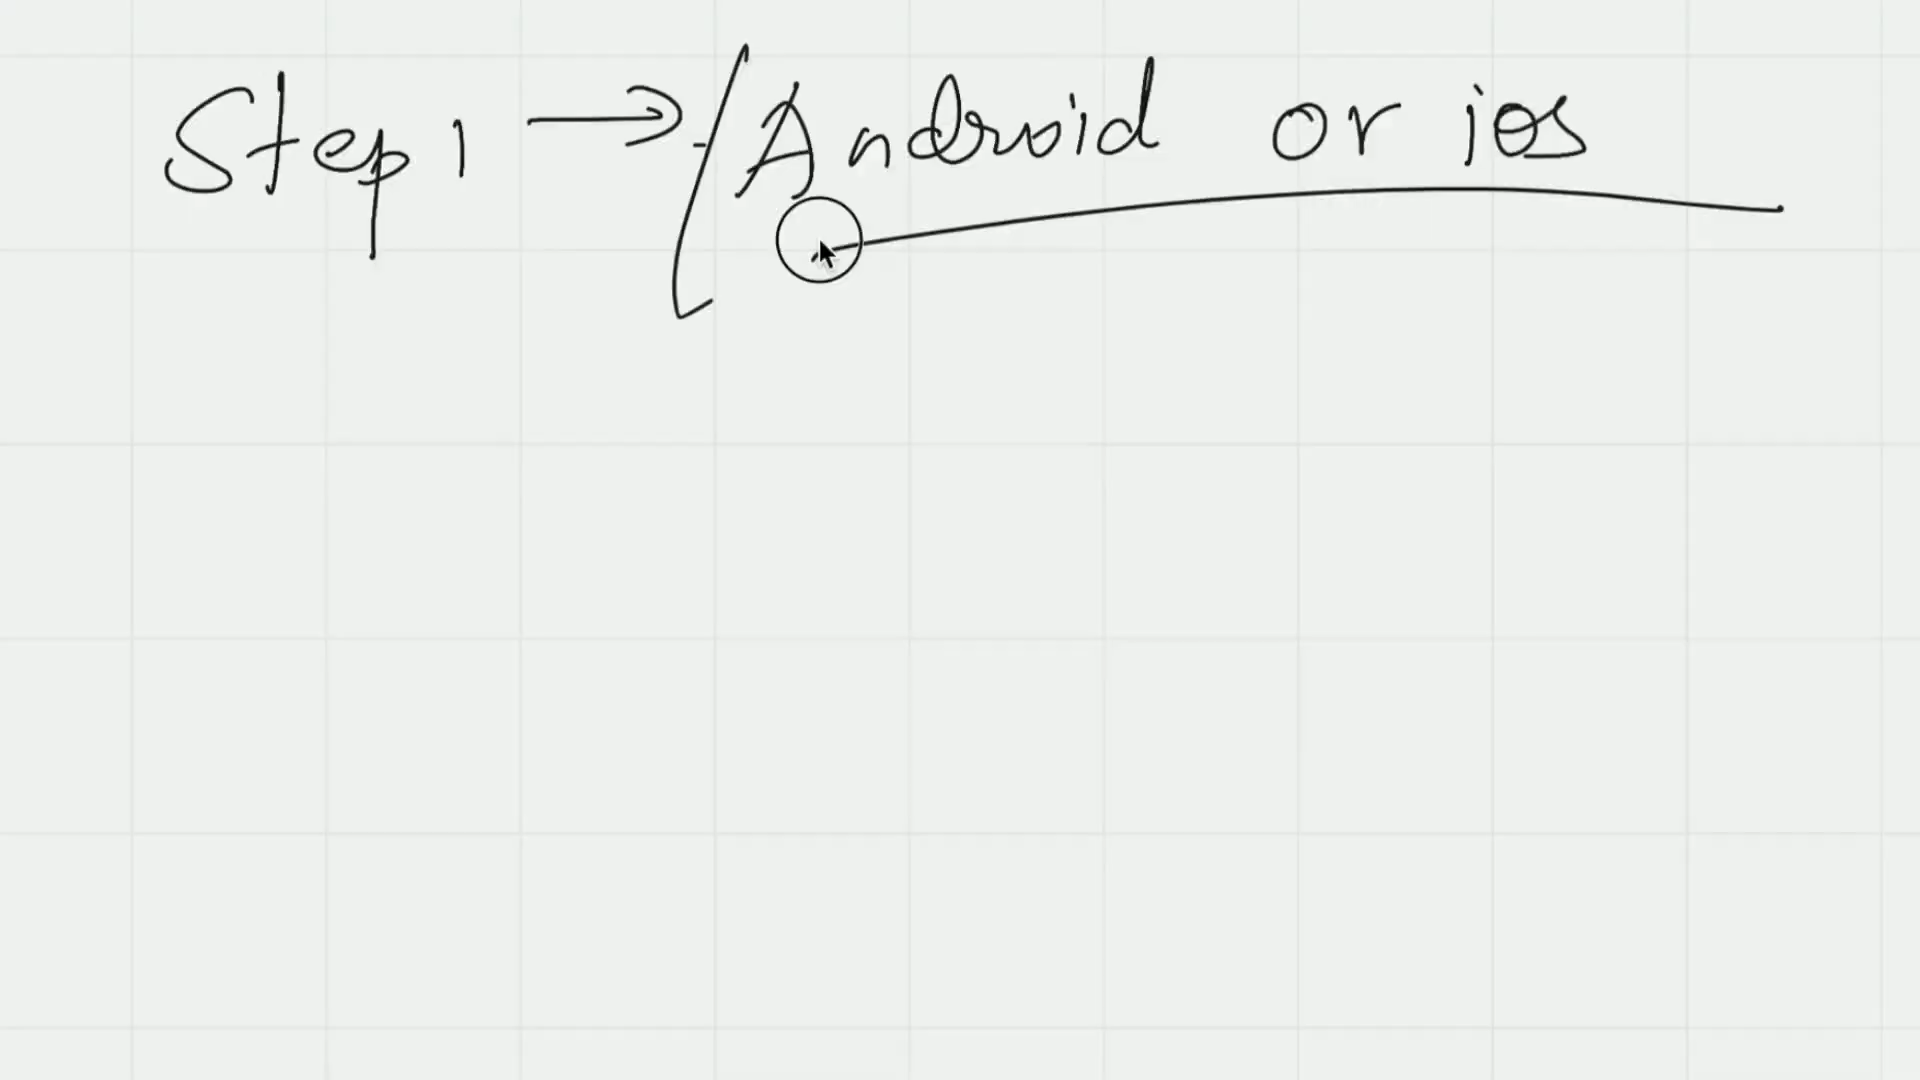 Step 1 → Android or ios